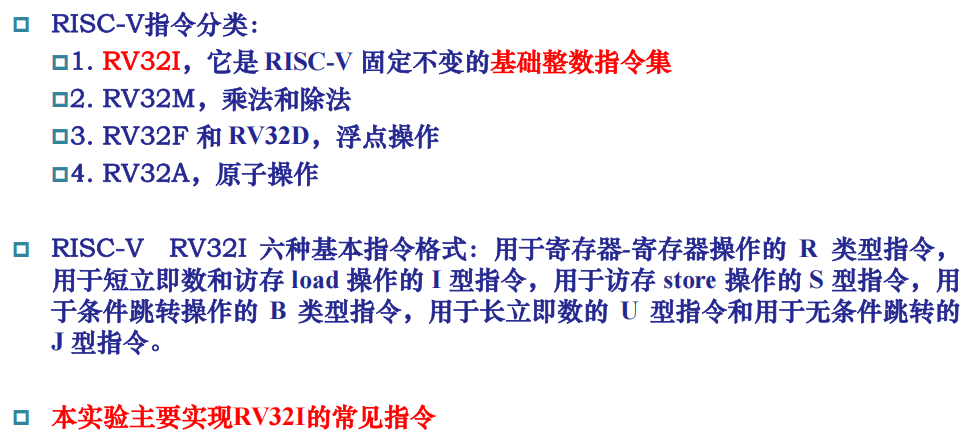 RISC-V指令分类：
1. RV32I，它是 RISC-V 固定不变的基础整数指令集
2. RV32M，乘法和除法
3. RV32F 和 RV32D，浮点操作
4. RV32A，原子操作
RISC-V RV32I 六种基本指令格式：用于寄存器-寄存器操作的 R 类型指令，
用于短立即数和访存 load 操作的 I 型指令，用于访存 store 操作的 S 型指令，用
于条件跳转操作的 B 类型指令，用于长立即数的 U 型指令和用于无条件跳转的
J 型指令。
本实验主要实现RV32I的常见指令